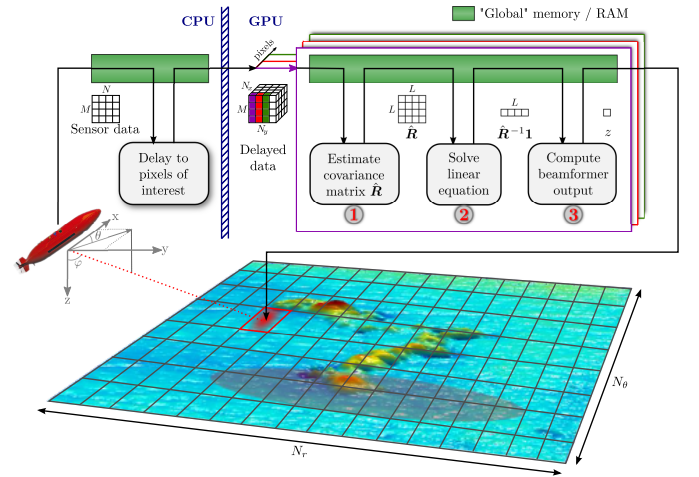 CPU
GPU
"Global" memory / RAM
pixels
N
M
Sensor data
Delay to
pixels of
interest
N_x
M
N_y
Delayed
data
L
L
R̂
L
R̂⁻¹1
z
Estimate
covariance
matrix R̂
1
Solve
linear
equation
2
Compute
beamformer
output
3
x
θ
y
φ
z
N_θ
N_r